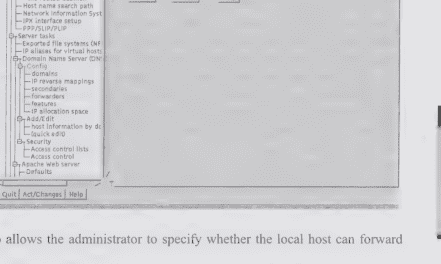 Host name search path
Network Information Syst
IPX interface setup
PPP/SLIP/PLIP
Server tasks
Exported file systems (NF
IP aliases for virtual hosts
Domain Name Server (DNS
Config
domains
IP reverse mappings
secondaries
forwarders
features
IP allocation space
Add/Edit
host information by do
(quick edit)
Security
Access control lists
Access control
Apache Web server
Defaults
Quit Act/Changes Help
allows the administrator to specify whether the local host can forward